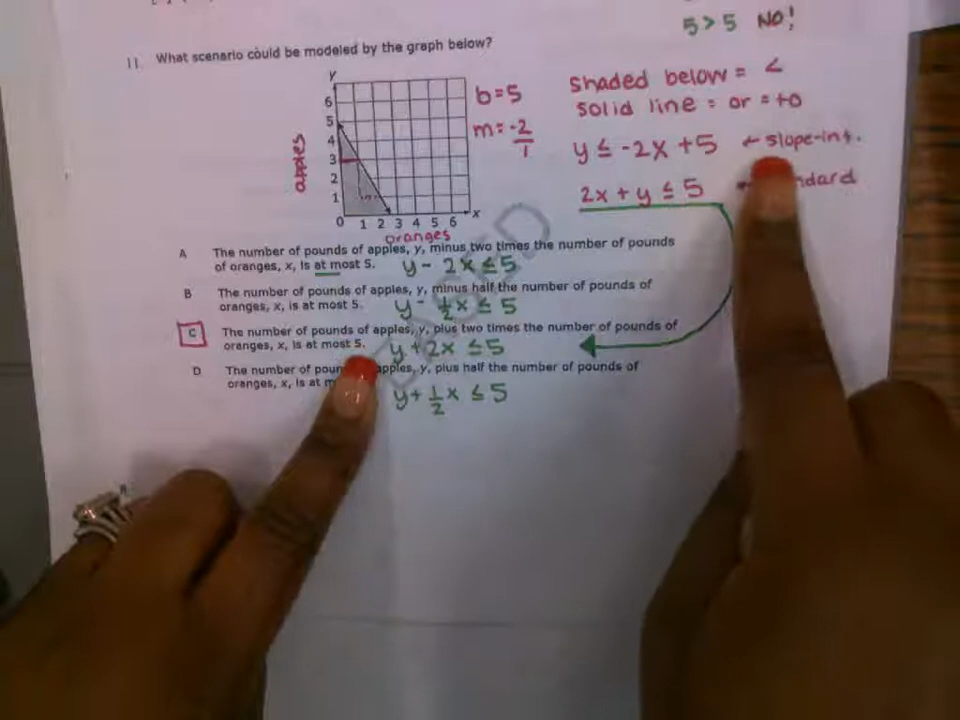 5 > 5 NO!
11. What scenario could be modeled by the graph below?
y
6
5
4
3
2
1
0 1 2 3 4 5 6 x
apples
oranges
b = 5
m = -2/1
shaded below = <
solid line = or = to
y ≤ -2x + 5 ← slope-int.
2x + y ≤ 5
A The number of pounds of apples, y, minus two times the number of pounds
of oranges, x, is at most 5. y - 2x ≤ 5
B The number of pounds of apples, y, minus half the number of pounds of
oranges, x, is at most 5. y - 1/2x ≤ 5
C The number of pounds of apples, y, plus two times the number of pounds of
oranges, x, is at most 5. y + 2x ≤ 5
D The number of apples, y, plus half the number of pounds of
oranges, x, is at y + 1/2x ≤ 5